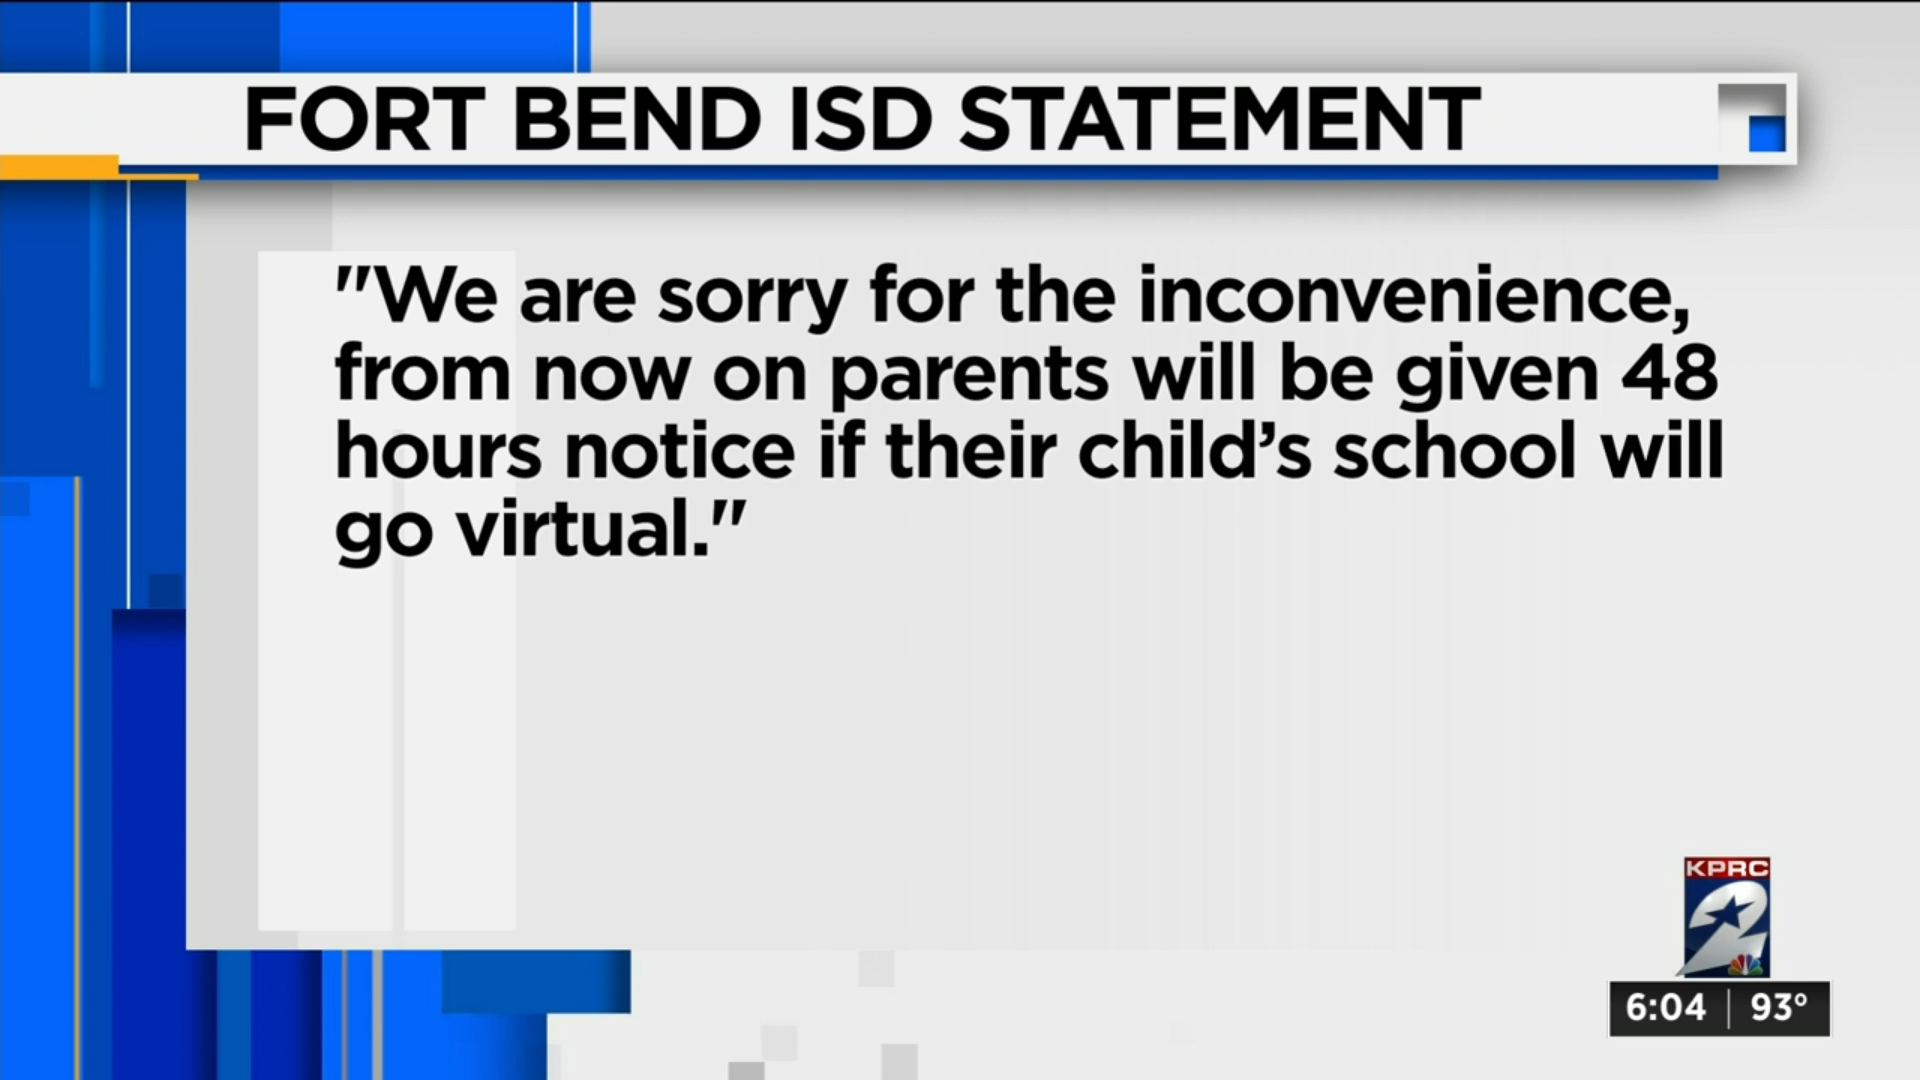 FORT BEND ISD STATEMENT
"We are sorry for the inconvenience,
from now on parents will be given 48
hours notice if their child’s school will
go virtual."
KPRC
2
6:04 | 93°